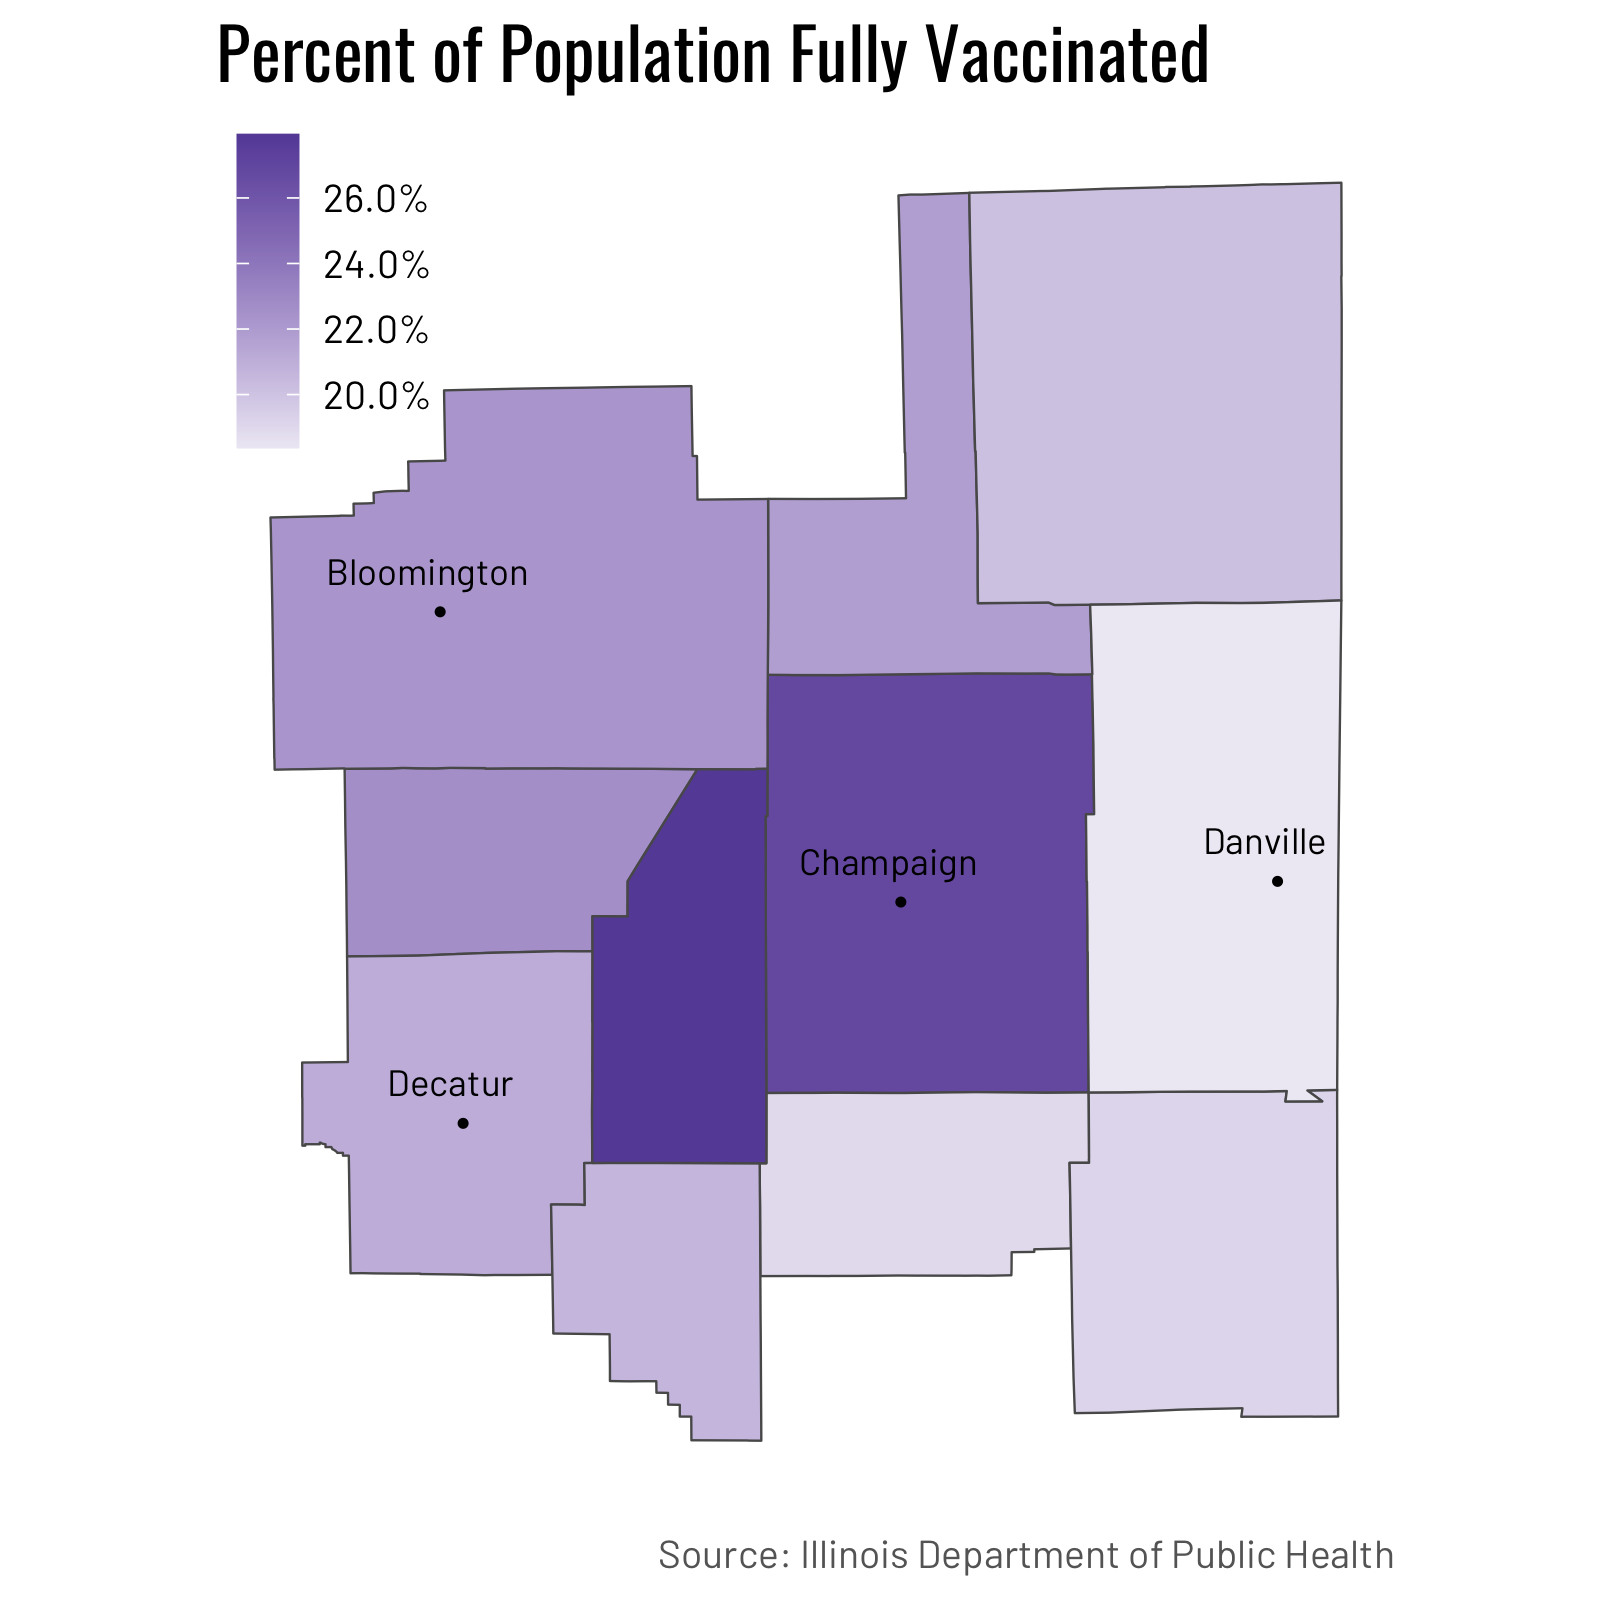 Percent of Population Fully Vaccinated
26.0%
24.0%
22.0%
20.0%
Bloomington
Champaign
Danville
Decatur
Source: Illinois Department of Public Health